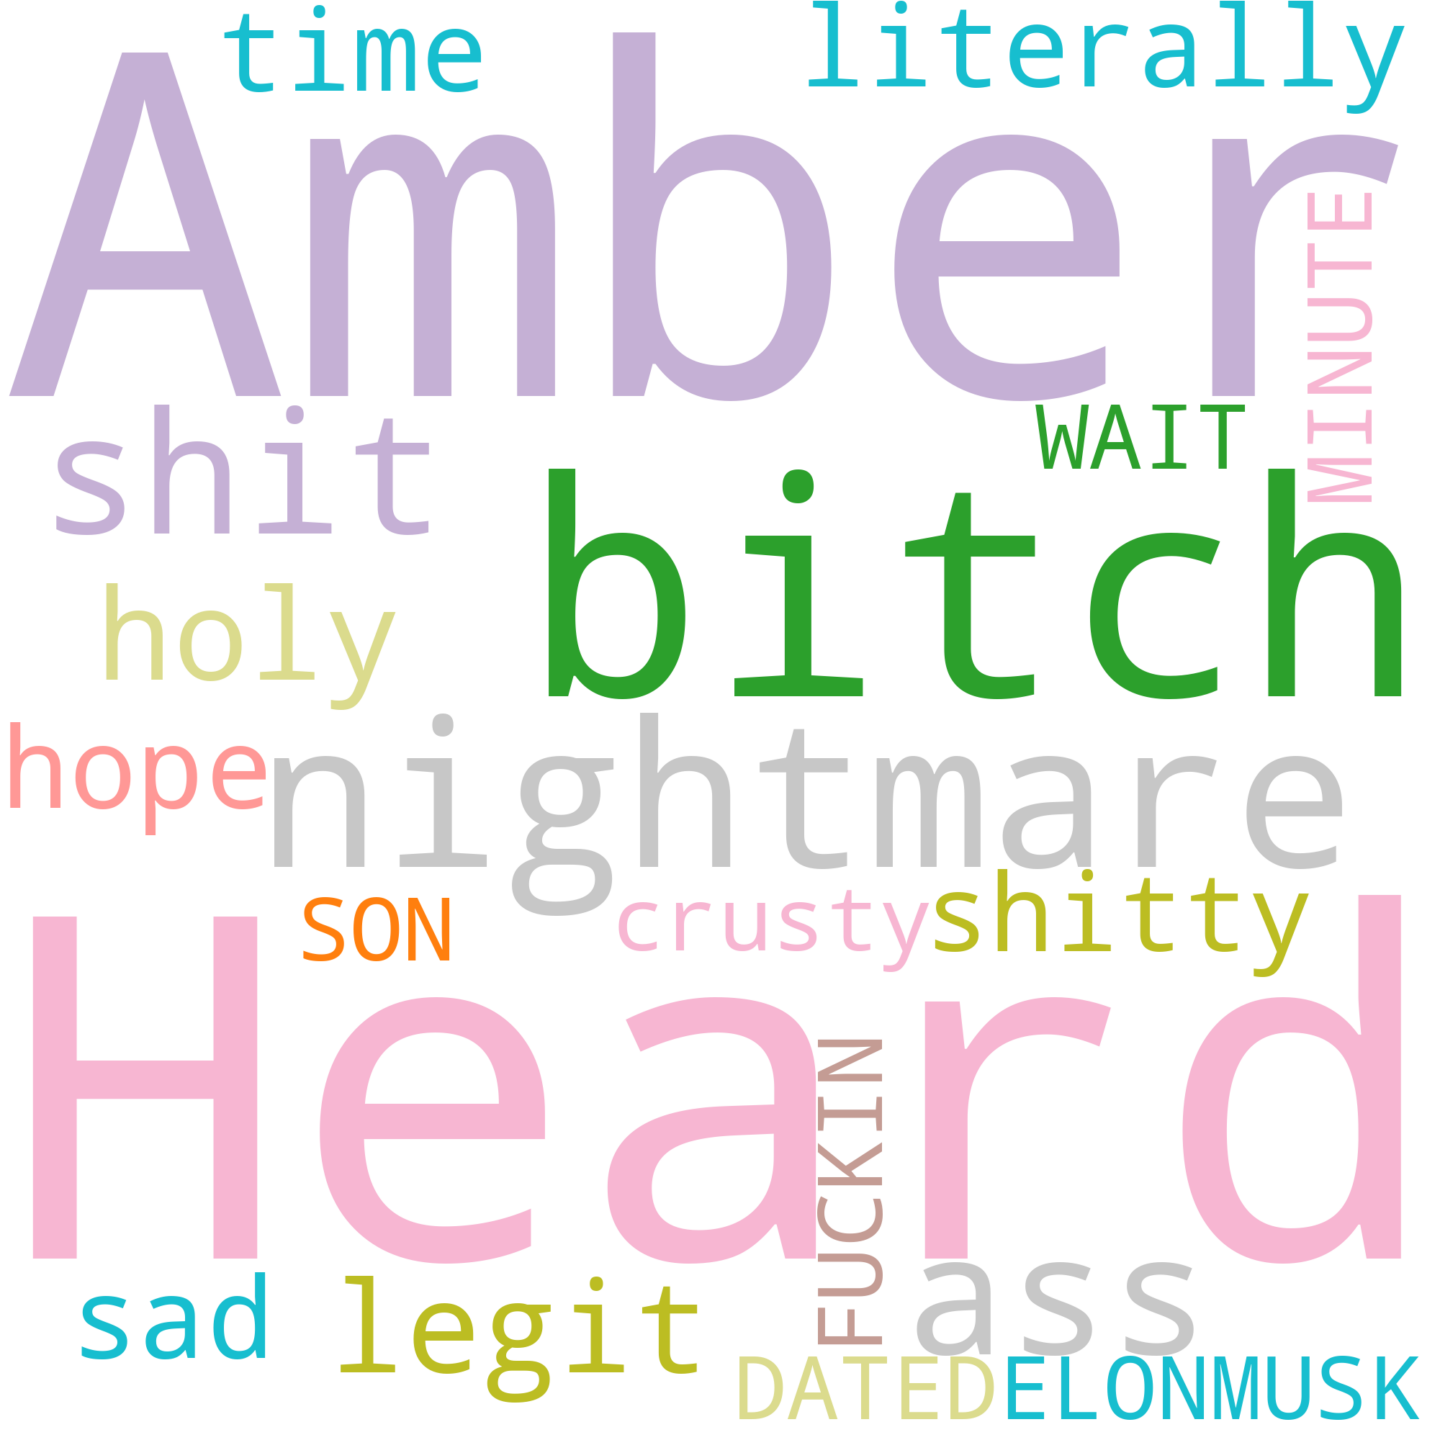 time
literally
Amber
MINUTE
shit
WAIT
bitch
holy
hope
nightmare
SON
crusty
shitty
Heard
FUCKIN
sad
legit
ass
DATED
ELONMUSK